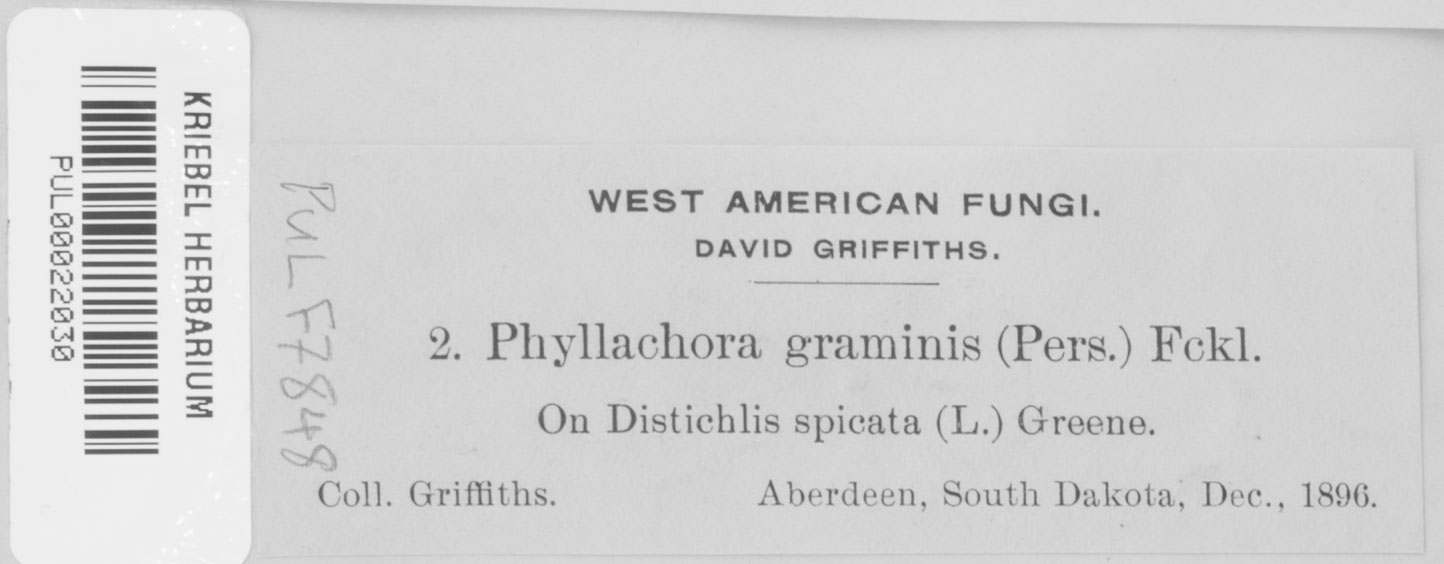 KRIEBEL HERBARIUM
PUL00022030
PUL F7848
WEST AMERICAN FUNGI.
DAVID GRIFFITHS.
2. Phyllachora graminis (Pers.) Fckl.
On Distichlis spicata (L.) Greene.
Coll. Griffiths. Aberdeen, South Dakota, Dec., 1896.